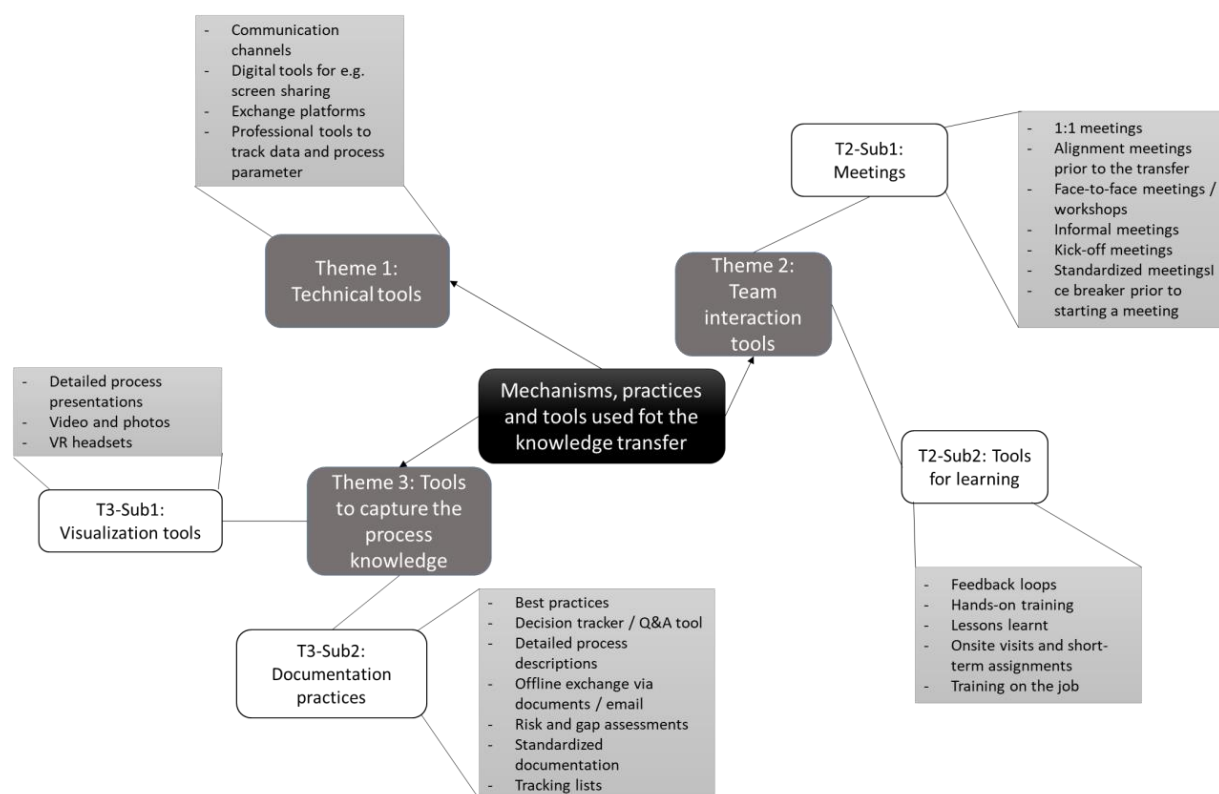 - Communication
channels
- Digital tools for e.g.
screen sharing
- Exchange platforms
- Professional tools to
track data and process
parameter
Theme 1:
Technical tools
T2-Sub1:
Meetings
- 1:1 meetings
- Alignment meetings
prior to the transfer
- Face-to-face meetings /
workshops
- Informal meetings
- Kick-off meetings
- Standardized meetingsI
- ce breaker prior to
starting a meeting
Theme 2:
Team
interaction
tools
Mechanisms, practices
and tools used fot the
knowledge transfer
- Detailed process
presentations
- Video and photos
- VR headsets
T3-Sub1:
Visualization tools
Theme 3: Tools
to capture the
process
knowledge
T2-Sub2: Tools
for learning
- Feedback loops
- Hands-on training
- Lessons learnt
- Onsite visits and short-
term assignments
- Training on the job
T3-Sub2:
Documentation
practices
- Best practices
- Decision tracker / Q&A tool
- Detailed process
descriptions
- Offline exchange via
documents / email
- Risk and gap assessments
- Standardized
documentation
- Tracking lists